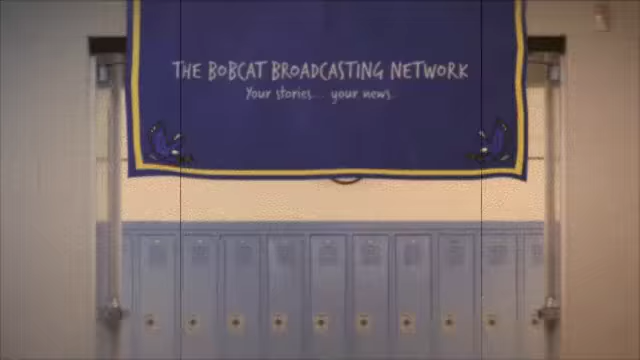 THE BOBCAT BROADCASTING NETWORK
Your stories... your news.